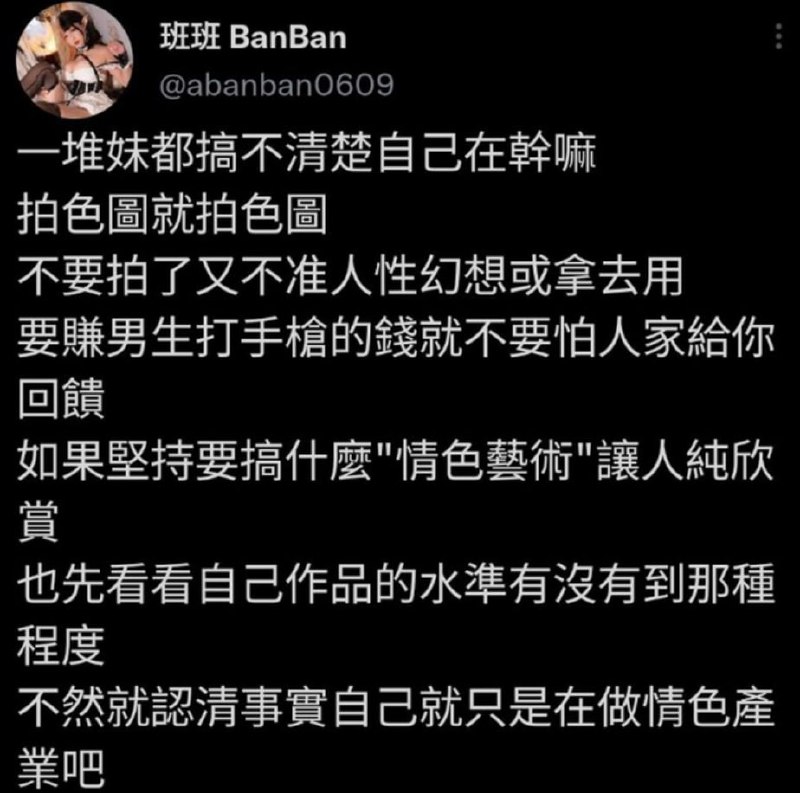 班班 BanBan
@abanban0609
一堆妹都搞不清楚自己在幹嘛
拍色圖就拍色圖
不要拍了又不准人性幻想或拿去用
要賺男生打手槍的錢就不要怕人家給你
回饋
如果堅持要搞什麼"情色藝術"讓人純欣
賞
也先看看自己作品的水準有沒有到那種
程度
不然就認清事實自己就只是在做情色產
業吧